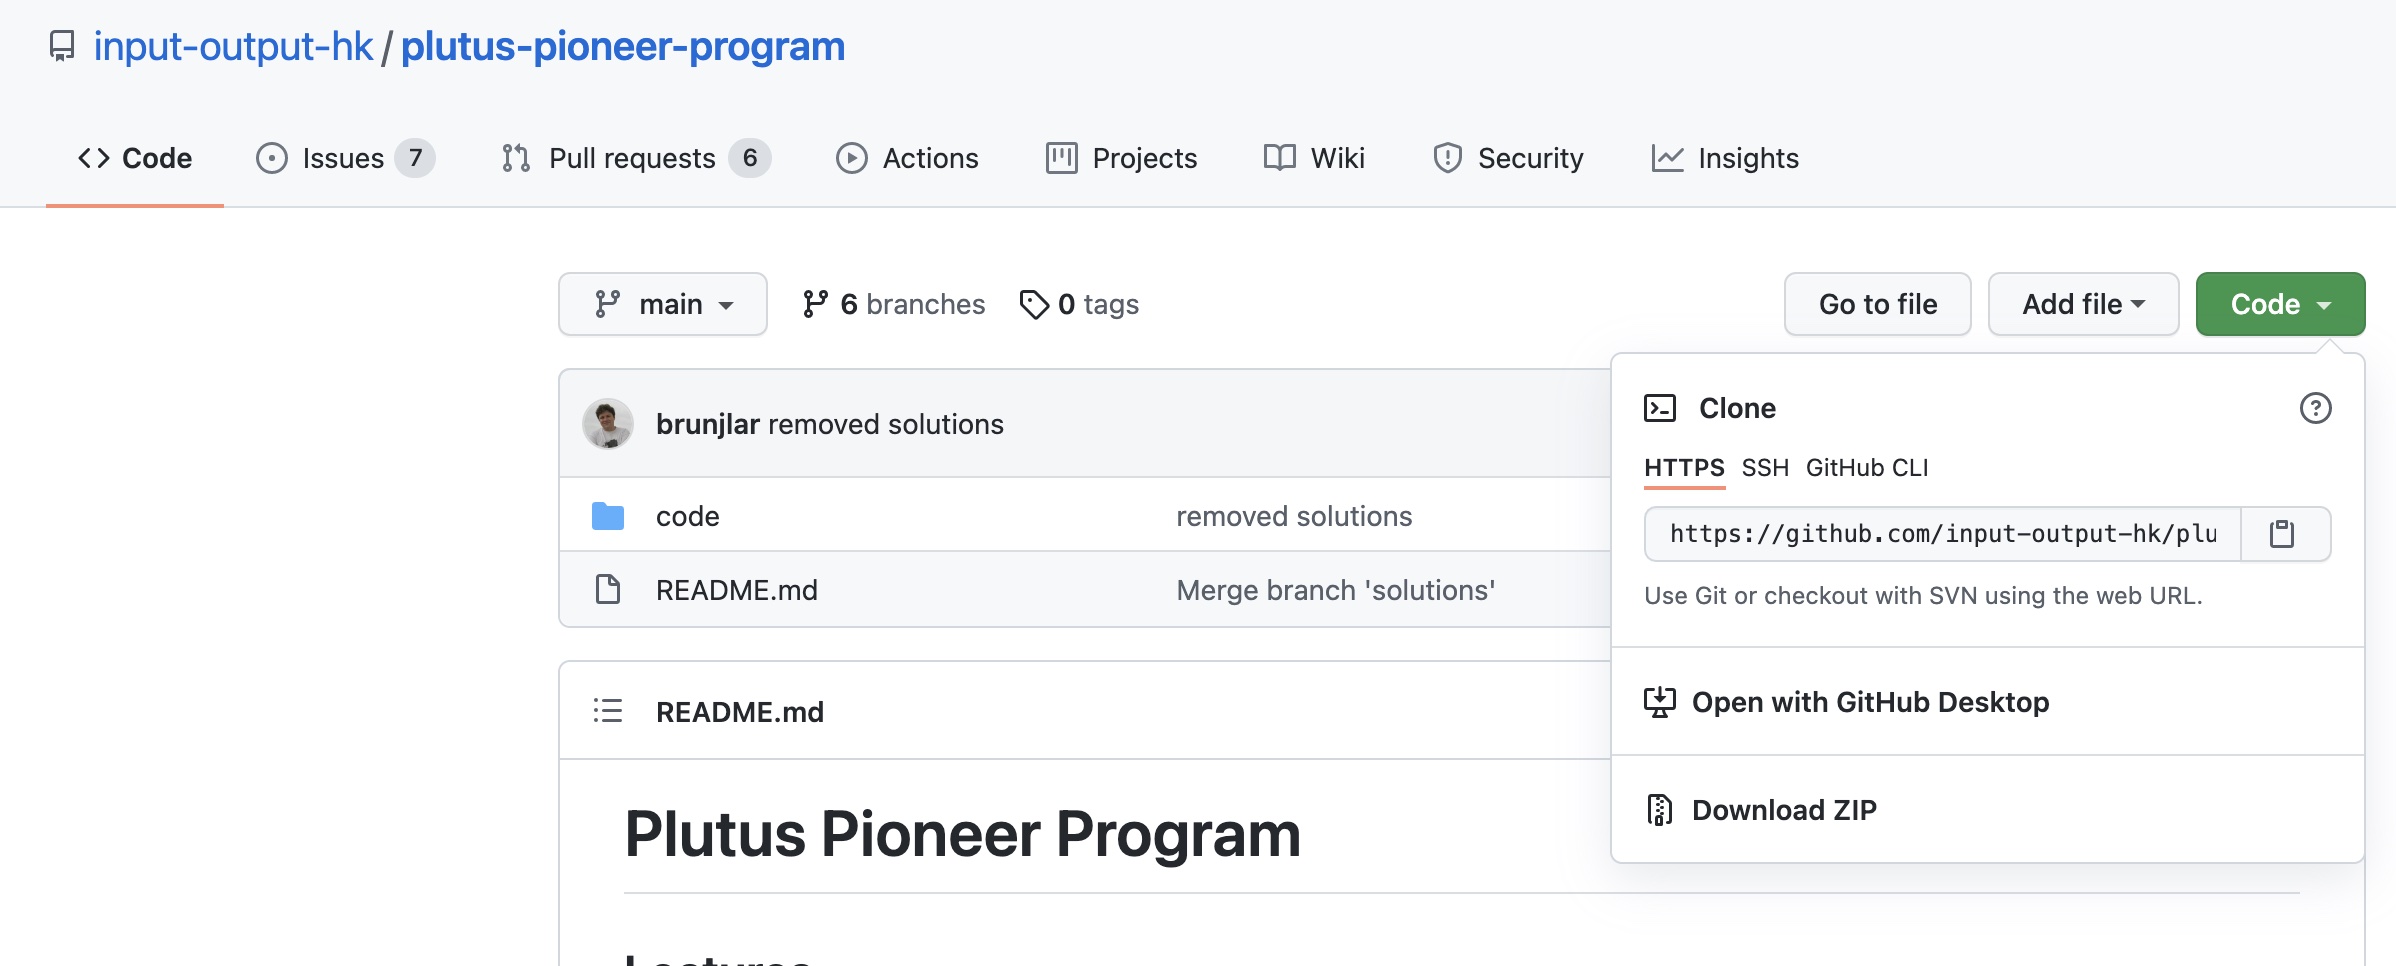 input-output-hk / plutus-pioneer-program
Code Issues 7 Pull requests 6 Actions Projects Wiki Security Insights
main 6 branches 0 tags Go to file Add file Code
brunjlar removed solutions
code removed solutions
README.md Merge branch 'solutions'
README.md
Plutus Pioneer Program
Lectures
Clone
HTTPS SSH GitHub CLI
https://github.com/input-output-hk/plu
Use Git or checkout with SVN using the web URL.
Open with GitHub Desktop
Download ZIP